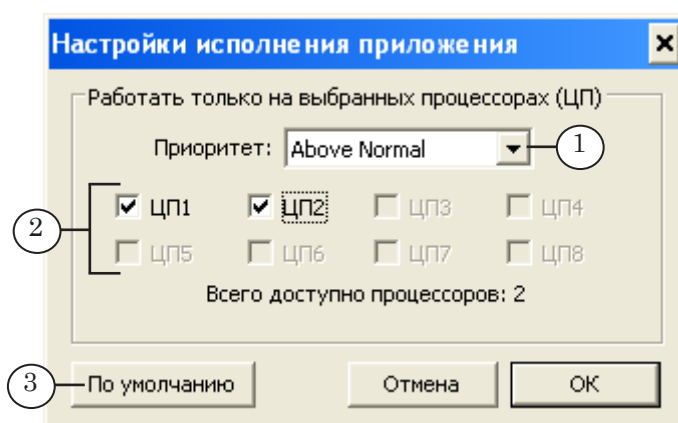 Настройки исполнения приложения
Работать только на выбранных процессорах (ЦП)
Приоритет: Above Normal 1
2 ЦП1 ЦП2 ЦП3 ЦП4
ЦП5 ЦП6 ЦП7 ЦП8
Всего доступно процессоров: 2
3 По умолчанию Отмена OK